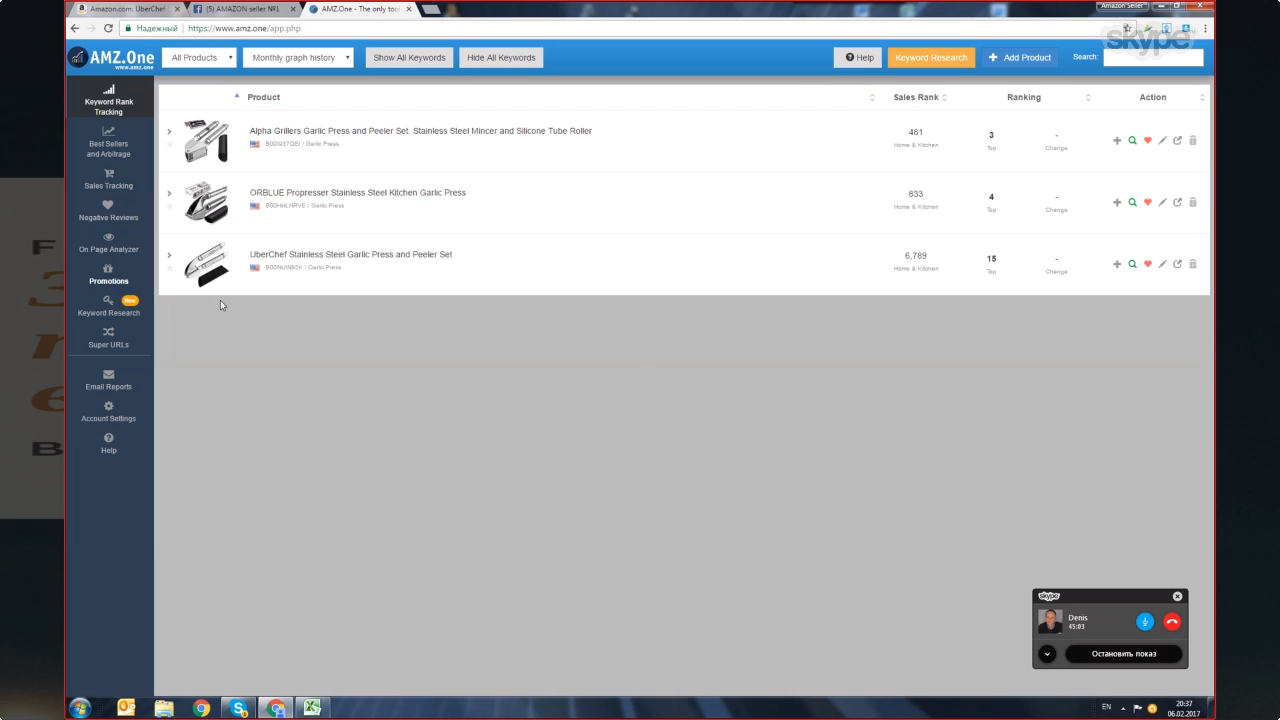 Amazon.com: UberChef
(5) AMAZON seller №1
AMZ.One - The only too
Amazon Seller
Надежный
https://www.amz.one/app.php
skype
AMZ.One
www.amz.one
All Products
Monthly graph history
Show All Keywords
Hide All Keywords
Help
Keyword Research
Add Product
Search:
Keyword Rank
Tracking
Best Sellers
and Arbitrage
Sales Tracking
Negative Reviews
On Page Analyzer
Promotions
New
Keyword Research
Super URLs
Email Reports
Account Settings
Help
Product
Sales Rank
Ranking
Action
Alpha Grillers Garlic Press and Peeler Set. Stainless Steel Mincer and Silicone Tube Roller
/ Garlic Press
481
Home & Kitchen
3
Top
-
Change
ORBLUE Propresser Stainless Steel Kitchen Garlic Press
B00HHLNRVE / Garlic Press
833
Home & Kitchen
4
Top
-
Change
UberChef Stainless Steel Garlic Press and Peeler Set
/ Garlic Press
6,789
Home & Kitchen
15
Top
-
Change
skype
Denis
45:03
Остановить показ
EN
20:37
06.02.2017